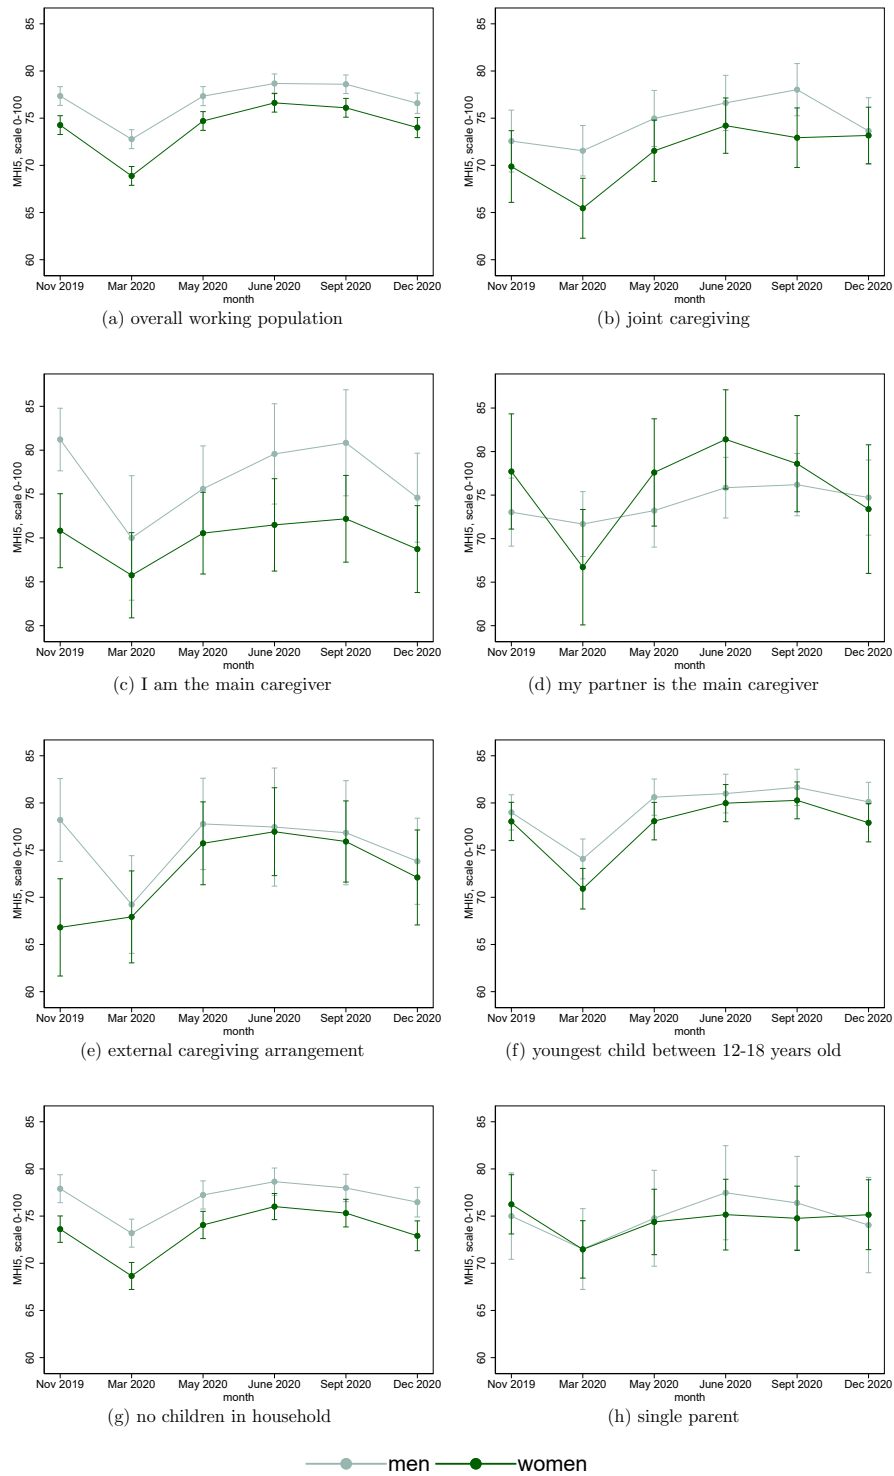 MHI5, scale 0-100
85
80
75
70
65
60
Nov 2019 Mar 2020 May 2020 June 2020 Sept 2020 Dec 2020
month
(a) overall working population
MHI5, scale 0-100
85
80
75
70
65
60
Nov 2019 Mar 2020 May 2020 June 2020 Sept 2020 Dec 2020
month
(b) joint caregiving
MHI5, scale 0-100
85
80
75
70
65
60
Nov 2019 Mar 2020 May 2020 June 2020 Sept 2020 Dec 2020
month
(c) I am the main caregiver
MHI5, scale 0-100
85
80
75
70
65
60
Nov 2019 Mar 2020 May 2020 June 2020 Sept 2020 Dec 2020
month
(d) my partner is the main caregiver
MHI5, scale 0-100
85
80
75
70
65
60
Nov 2019 Mar 2020 May 2020 June 2020 Sept 2020 Dec 2020
month
(e) external caregiving arrangement
MHI5, scale 0-100
85
80
75
70
65
60
Nov 2019 Mar 2020 May 2020 June 2020 Sept 2020 Dec 2020
month
(f) youngest child between 12-18 years old
MHI5, scale 0-100
85
80
75
70
65
60
Nov 2019 Mar 2020 May 2020 June 2020 Sept 2020 Dec 2020
month
(g) no children in household
MHI5, scale 0-100
85
80
75
70
65
60
Nov 2019 Mar 2020 May 2020 June 2020 Sept 2020 Dec 2020
month
(h) single parent
men women